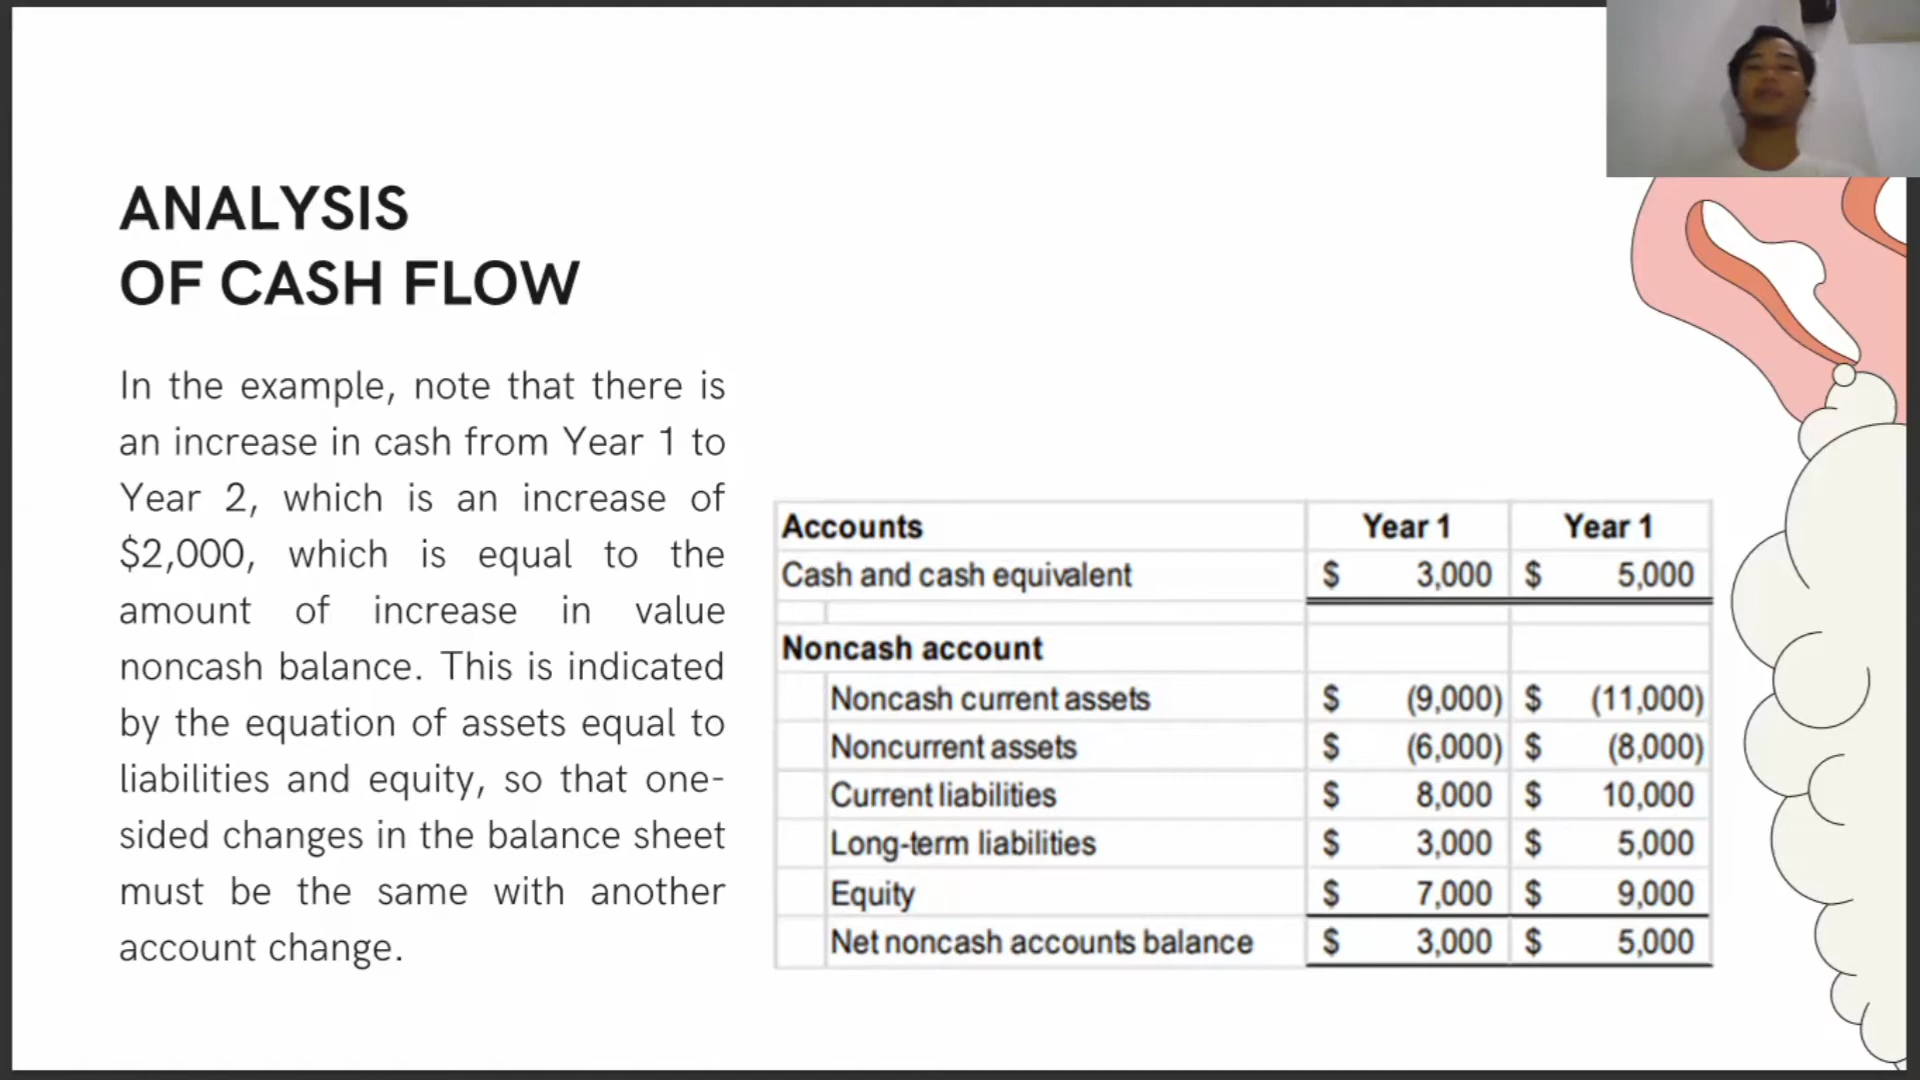 ANALYSIS
OF CASH FLOW
In the example, note that there is
an increase in cash from Year 1 to
Year 2, which is an increase of
$2,000, which is equal to the
amount of increase in value
noncash balance. This is indicated
by the equation of assets equal to
liabilities and equity, so that one-
sided changes in the balance sheet
must be the same with another
account change.
Accounts Year 1 Year 1
Cash and cash equivalent $ 3,000 $ 5,000
Noncash account
Noncash current assets $ (9,000) $ (11,000)
Noncurrent assets $ (6,000) $ (8,000)
Current liabilities $ 8,000 $ 10,000
Long-term liabilities $ 3,000 $ 5,000
Equity $ 7,000 $ 9,000
Net noncash accounts balance $ 3,000 $ 5,000